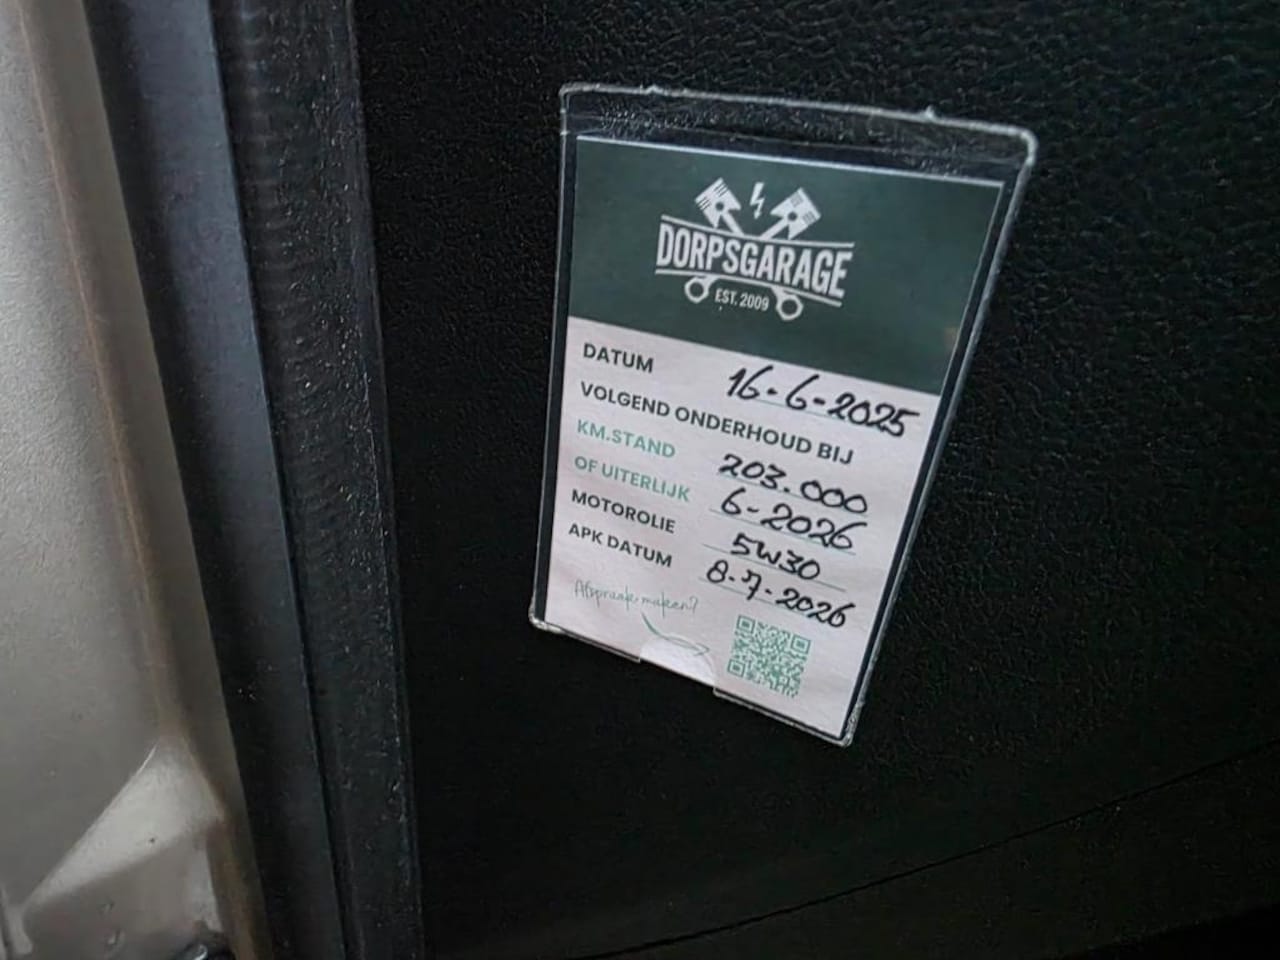 DORPSGARAGE
EST. 2009
DATUM 16-6-2025
VOLGEND ONDERHOUD BIJ
KM.STAND 203.000
OF UITERLIJK 6-2026
MOTOROLIE 5W30
APK DATUM 8-7-2026
Afspraak maken?